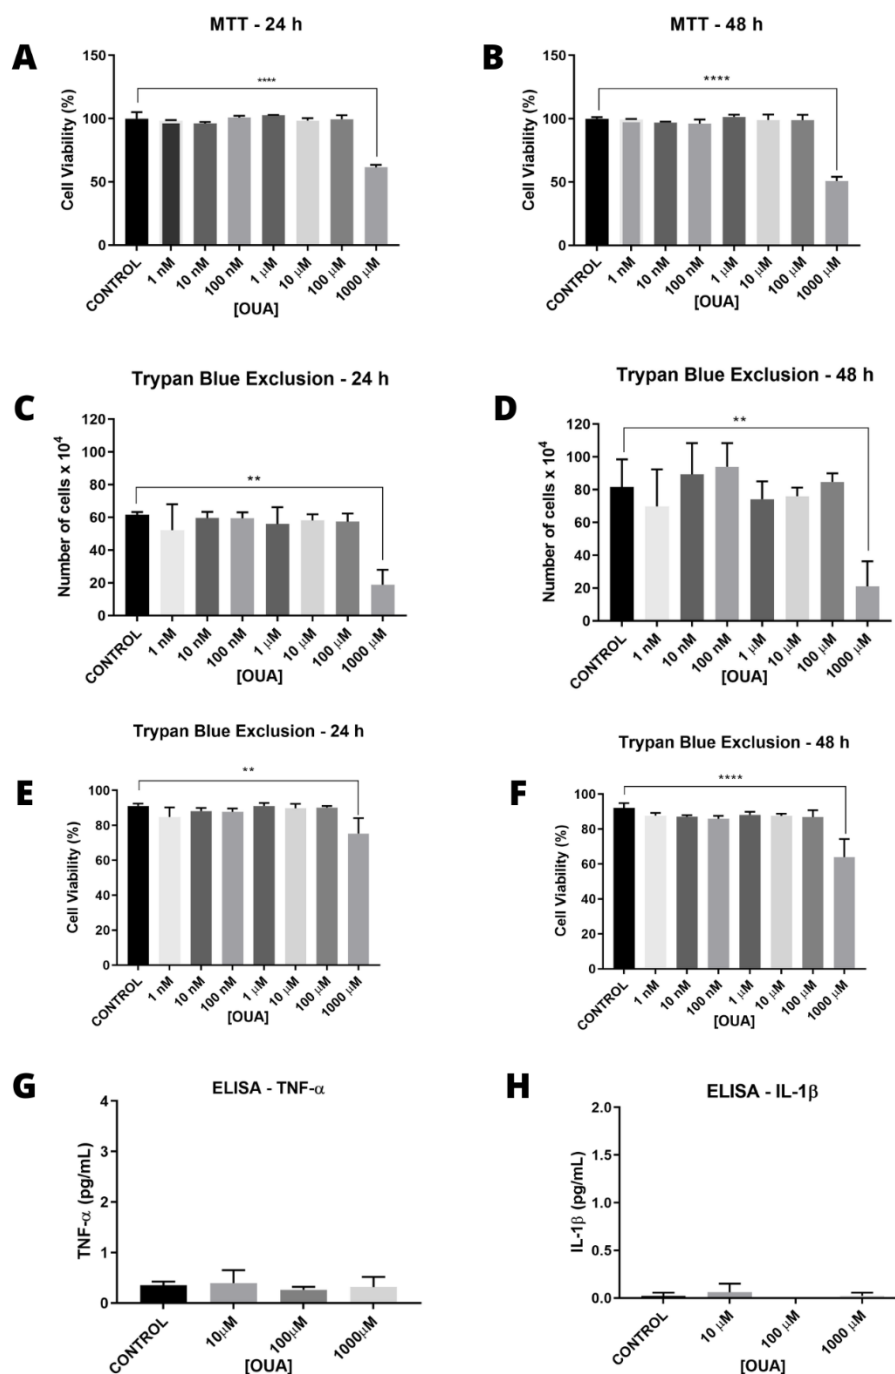 A
MTT - 24 h
****
Cell Viability (%)
150
100
50
0
CONTROL
1 nM
10 nM
100 nM
1 μM
10 μM
100 μM
1000 μM
[OUA]
B
MTT - 48 h
****
Cell Viability (%)
150
100
50
0
CONTROL
1 nM
10 nM
100 nM
1 μM
10 μM
100 μM
1000 μM
[OUA]
C
Trypan Blue Exclusion - 24 h
**
Number of cells x 10⁴
120
100
80
60
40
20
0
CONTROL
1 nM
10 nM
100 nM
1 μM
10 μM
100 μM
1000 μM
[OUA]
D
Trypan Blue Exclusion - 48 h
**
Number of cells x 10⁴
120
100
80
60
40
20
0
CONTROL
1 nM
10 nM
100 nM
1 μM
10 μM
100 μM
1000 μM
[OUA]
E
Trypan Blue Exclusion - 24 h
**
Cell Viability (%)
100
80
60
40
20
0
CONTROL
1 nM
10 nM
100 nM
1 μM
10 μM
100 μM
1000 μM
[OUA]
F
Trypan Blue Exclusion - 48 h
****
Cell Viability (%)
100
80
60
40
20
0
CONTROL
1 nM
10 nM
100 nM
1 μM
10 μM
100 μM
1000 μM
[OUA]
G
ELISA - TNF-α
TNF-α (pg/mL)
4
3
2
1
0
CONTROL
10μM
100μM
1000μM
[OUA]
H
ELISA - IL-1β
IL-1β (pg/mL)
2.0
1.5
1.0
0.5
0.0
CONTROL
10 μM
100 μM
1000 μM
[OUA]